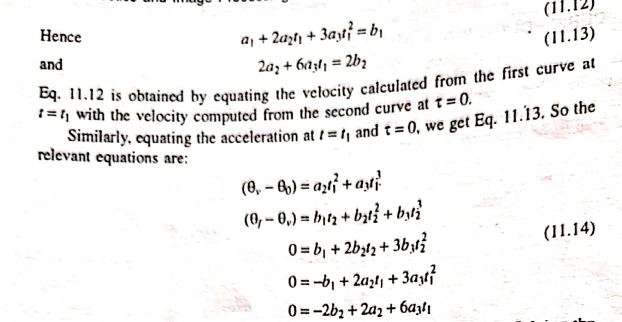 (11.12)
Hence a₁ + 2a₂t₁ + 3a₃t₁² = b₁
(11.13)
and 2a₂ + 6a₃t₁ = 2b₂
Eq. 11.12 is obtained by equating the velocity calculated from the first curve at
t = t₁ with the velocity computed from the second curve at τ = 0.
Similarly, equating the acceleration at t = t₁ and τ = 0, we get Eq. 11.13. So the
relevant equations are:
(θᵥ – θ₀) = a₂t₁² + a₃t₁³
(θf – θᵥ) = b₁t₂ + b₂t₂² + b₃t₂³
0 = b₁ + 2b₂t₂ + 3b₃t₂² (11.14)
0 = –b₁ + 2a₂t₁ + 3a₃t₁²
0 = –2b₂ + 2a₂ + 6a₃t₁